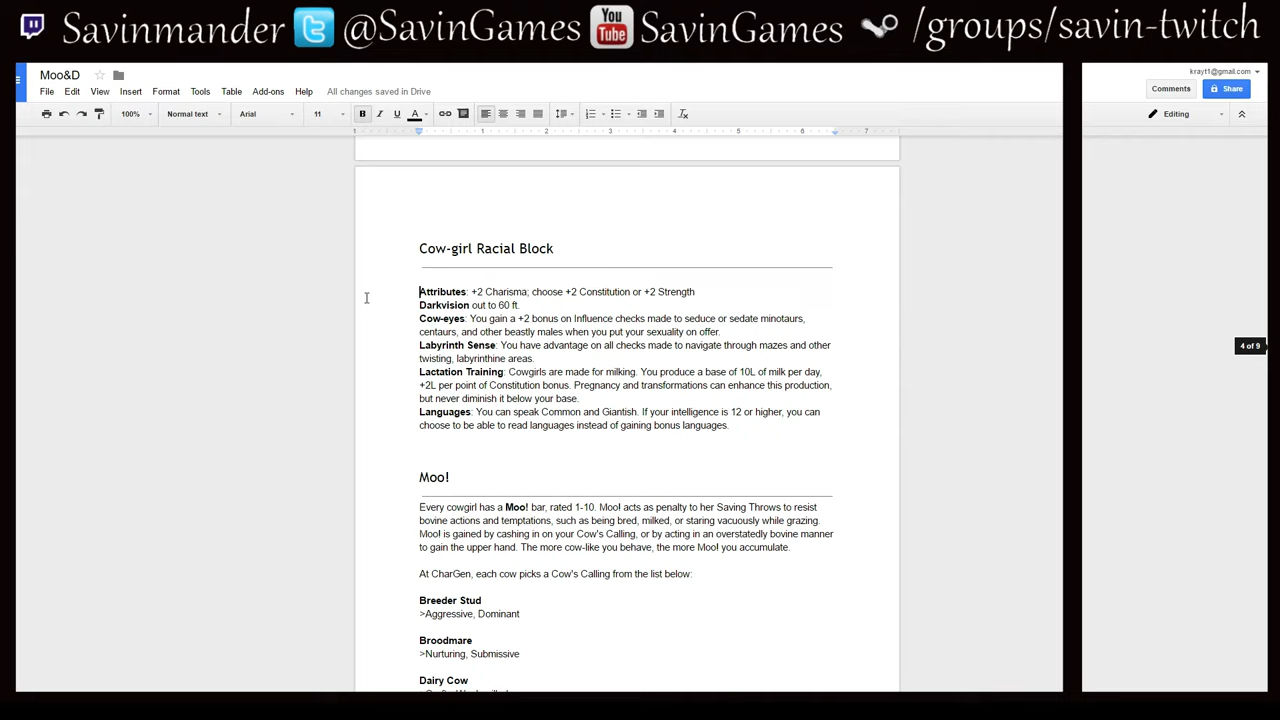 Savinmander @SavinGames You Tube SavinGames /groups/savin-twitch
Moo&D
krayt1@gmail.com
File Edit View Insert Format Tools Table Add-ons Help All changes saved in Drive
Comments Share
100% Normal text Arial 11 B I U A Editing
1 1 2 3 4 5 6 7
Cow-girl Racial Block
Attributes: +2 Charisma; choose +2 Constitution or +2 Strength
Darkvision out to 60 ft.
Cow-eyes: You gain a +2 bonus on Influence checks made to seduce or sedate minotaurs,
centaurs, and other beastly males when you put your sexuality on offer.
Labyrinth Sense: You have advantage on all checks made to navigate through mazes and other
4 of 9
twisting, labyrinthine areas.
Lactation Training: Cowgirls are made for milking. You produce a base of 10L of milk per day,
+2L per point of Constitution bonus. Pregnancy and transformations can enhance this production,
but never diminish it below your base.
Languages: You can speak Common and Giantish. If your intelligence is 12 or higher, you can
choose to be able to read languages instead of gaining bonus languages.
Moo!
Every cowgirl has a Moo! bar, rated 1-10. Moo! acts as penalty to her Saving Throws to resist
bovine actions and temptations, such as being bred, milked, or staring vacuously while grazing.
Moo! is gained by cashing in on your Cow's Calling, or by acting in an overstatedly bovine manner
to gain the upper hand. The more cow-like you behave, the more Moo! you accumulate.
At CharGen, each cow picks a Cow's Calling from the list below:
Breeder Stud
>Aggressive, Dominant
Broodmare
>Nurturing, Submissive
Dairy Cow